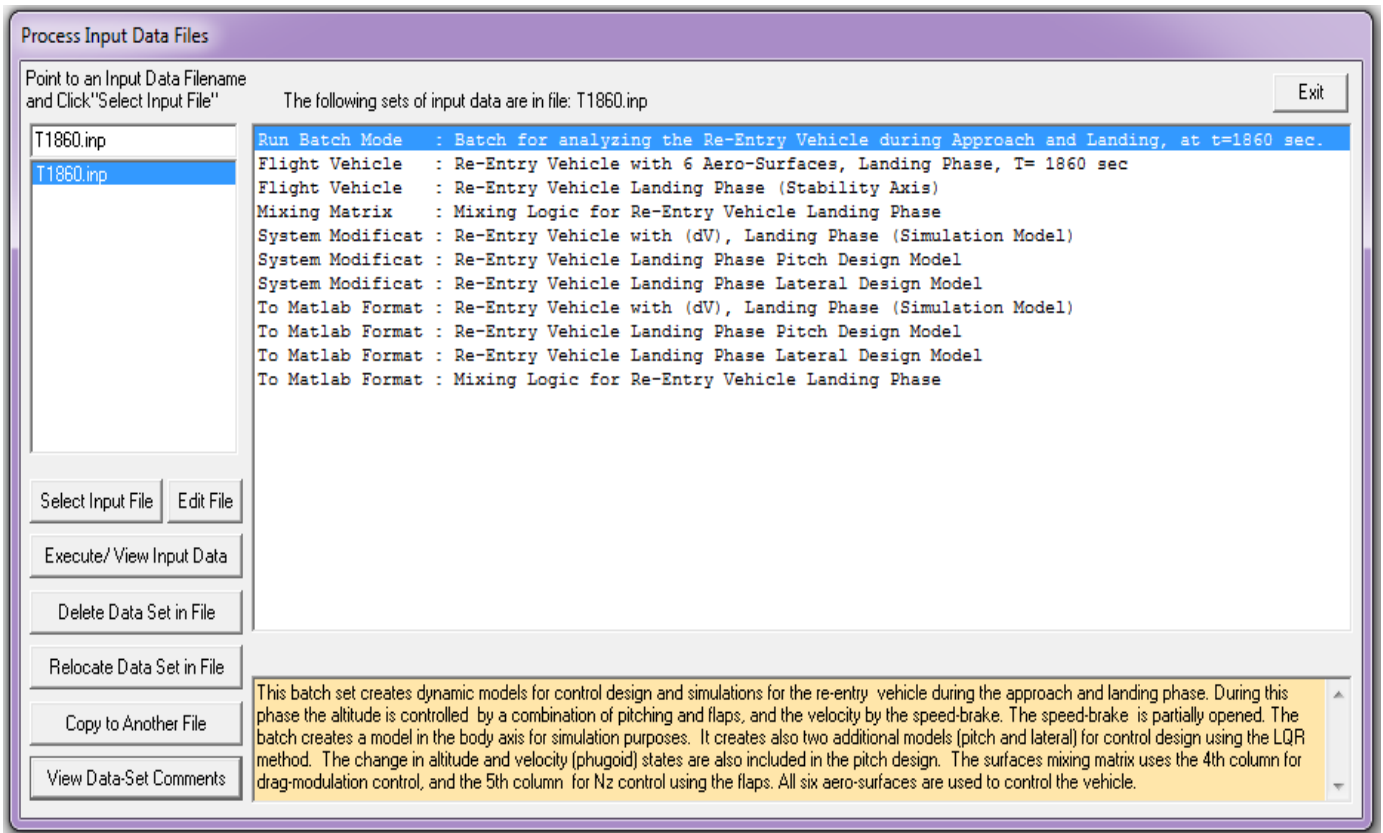 Process Input Data Files
Point to an Input Data Filename
and Click"Select Input File"
The following sets of input data are in file: T1860.inp
Exit
T1860.inp
T1860.inp
Run Batch Mode : Batch for analyzing the Re-Entry Vehicle during Approach and Landing, at t=1860 sec.
Flight Vehicle : Re-Entry Vehicle with 6 Aero-Surfaces, Landing Phase, T= 1860 sec
Flight Vehicle : Re-Entry Vehicle Landing Phase (Stability Axis)
Mixing Matrix : Mixing Logic for Re-Entry Vehicle Landing Phase
System Modificat : Re-Entry Vehicle with (dV), Landing Phase (Simulation Model)
System Modificat : Re-Entry Vehicle Landing Phase Pitch Design Model
System Modificat : Re-Entry Vehicle Landing Phase Lateral Design Model
To Matlab Format : Re-Entry Vehicle with (dV), Landing Phase (Simulation Model)
To Matlab Format : Re-Entry Vehicle Landing Phase Pitch Design Model
To Matlab Format : Re-Entry Vehicle Landing Phase Lateral Design Model
To Matlab Format : Mixing Logic for Re-Entry Vehicle Landing Phase
Select Input File
Edit File
Execute/ View Input Data
Delete Data Set in File
Relocate Data Set in File
Copy to Another File
View Data-Set Comments
This batch set creates dynamic models for control design and simulations for the re-entry vehicle during the approach and landing phase. During this
phase the altitude is controlled by a combination of pitching and flaps, and the velocity by the speed-brake. The speed-brake is partially opened. The
batch creates a model in the body axis for simulation purposes. It creates also two additional models (pitch and lateral) for control design using the LQR
method. The change in altitude and velocity (phugoid) states are also included in the pitch design. The surfaces mixing matrix uses the 4th column for
drag-modulation control, and the 5th column for Nz control using the flaps. All six aero-surfaces are used to control the vehicle.